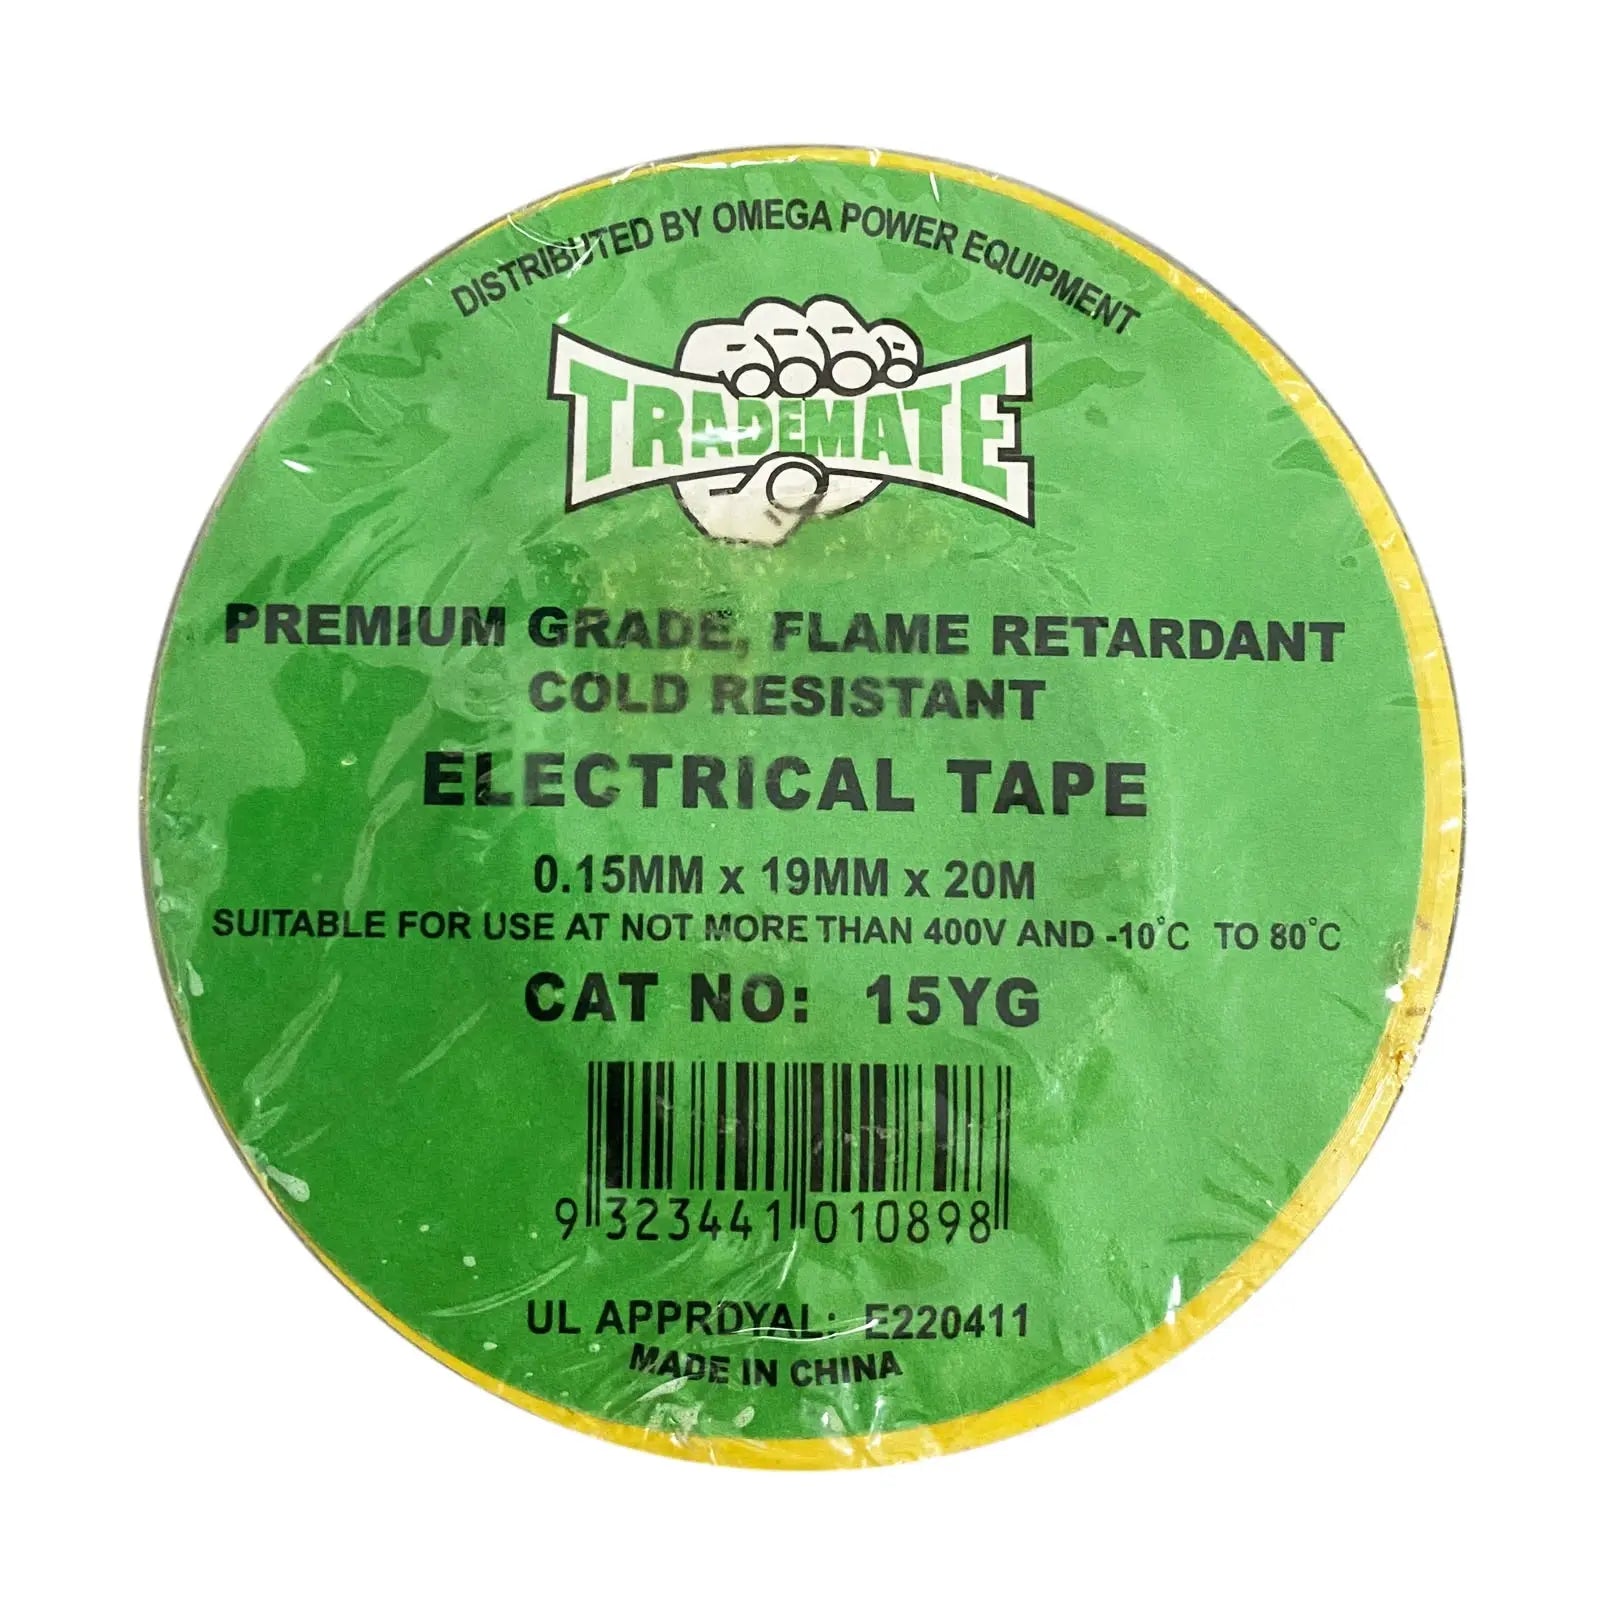 DISTRIBUTED BY OMEGA POWER EQUIPMENT
TRADEMATE
PREMIUM GRADE, FLAME RETARDANT
COLD RESISTANT
ELECTRICAL TAPE
0.15MM x 19MM x 20M
SUITABLE FOR USE AT NOT MORE THAN 400V AND -10°C TO 80°C
CAT NO: 15YG
9 323441 010898
UL APPRDYAL: E220411
MADE IN CHINA